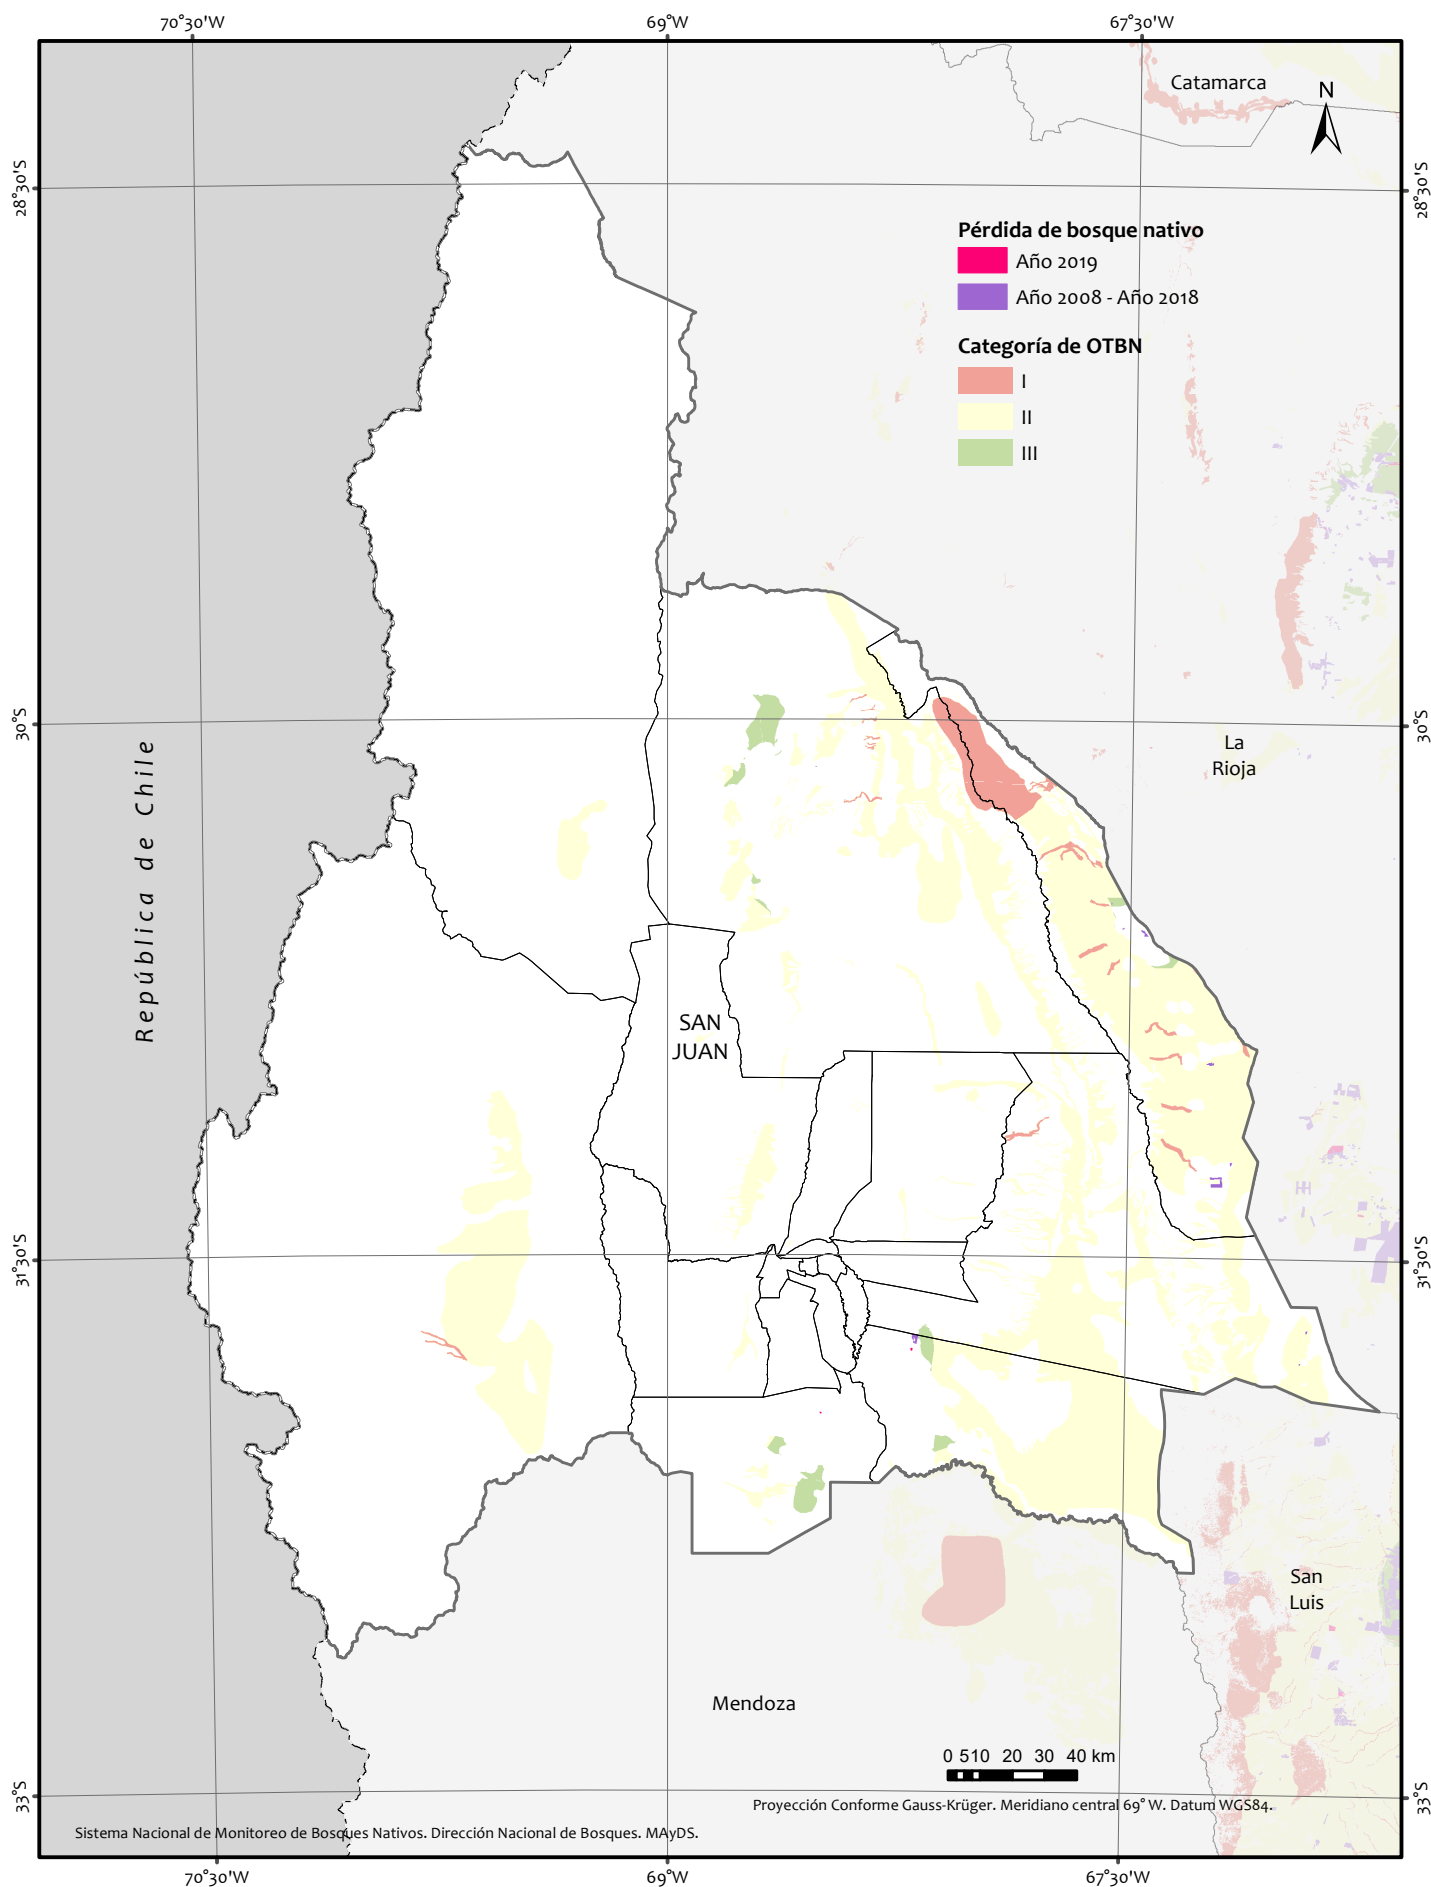 70°30'W
69°W
67°30'W
Catamarca
N
28°30'S
28°30'S
Pérdida de bosque nativo
Año 2019
Año 2008 - Año 2018
Categoría de OTBN
I
II
III
30°S
30°S
La
Rioja
República de Chile
SAN
JUAN
31°30'S
31°30'S
San
Luis
Mendoza
0 510 20 30 40 km
33°S
33°S
Proyección Conforme Gauss-Krüger. Meridiano central 69° W. Datum WGS84.
Sistema Nacional de Monitoreo de Bosques Nativos. Dirección Nacional de Bosques. MAyDS.
70°30'W
69°W
67°30'W